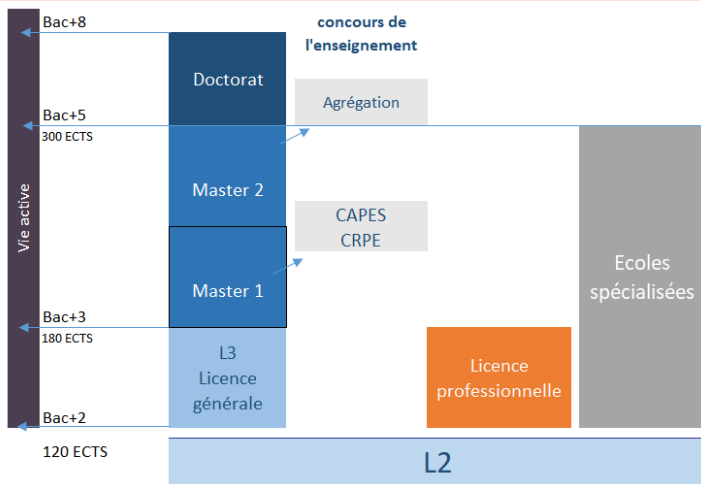 Bac+8
concours de
l'enseignement
Doctorat
Agrégation
Bac+5
300 ECTS
Master 2
CAPES
CRPE
Vie active
Master 1
Ecoles
spécialisées
Bac+3
180 ECTS
L3
Licence
générale
Licence
professionnelle
Bac+2
120 ECTS
L2